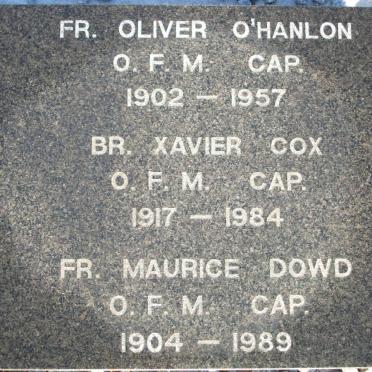 FR. OLIVER O'HANLON
O. F. M. CAP.
1902 – 1957
BR. XAVIER COX
O. F. M. CAP.
1917 – 1984
FR. MAURICE DOWD
O. F. M. CAP.
1904 – 1989